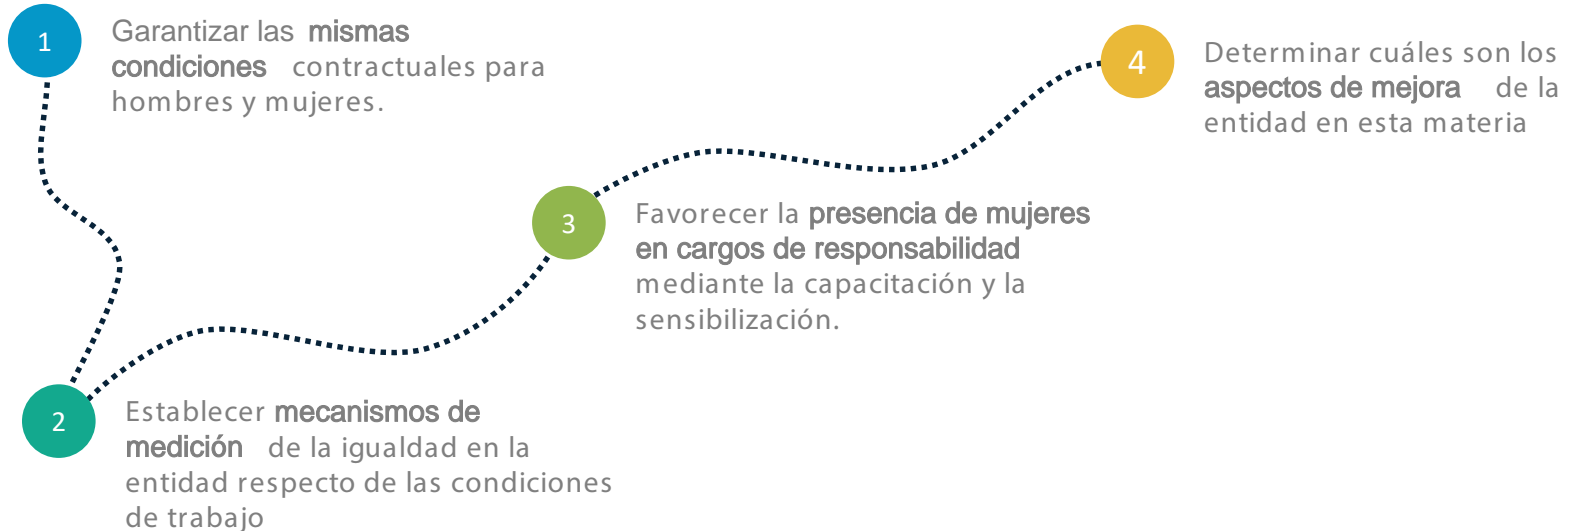 1
Garantizar las mismas
condiciones contractuales para
hombres y mujeres.
2
Establecer mecanismos de
medición de la igualdad en la
entidad respecto de las condiciones
de trabajo
3
Favorecer la presencia de mujeres
en cargos de responsabilidad
mediante la capacitación y la
sensibilización.
4
Determinar cuáles son los
aspectos de mejora de la
entidad en esta materia